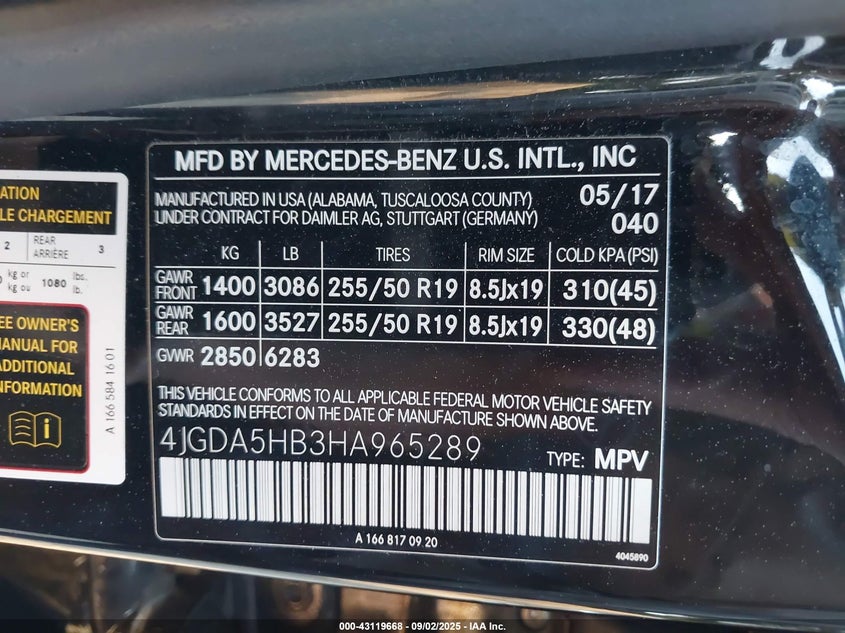 ATION
LE CHARGEMENT
2 REAR ARRIÈRE 3
kg or kg ou 1080 lbs. lb.
EE OWNER'S
MANUAL FOR
ADDITIONAL
INFORMATION
A 166 584 16 01
MFD BY MERCEDES-BENZ U.S. INTL., INC
MANUFACTURED IN USA (ALABAMA, TUSCALOOSA COUNTY) 05/17
UNDER CONTRACT FOR DAIMLER AG, STUTTGART (GERMANY) 040
KG LB TIRES RIM SIZE COLD KPA(PSI)
GAWR FRONT 1400 3086 255/50 R19 8.5Jx19 310(45)
GAWR REAR 1600 3527 255/50 R19 8.5Jx19 330(48)
GVWR 2850 6283
THIS VEHICLE CONFORMS TO ALL APPLICABLE FEDERAL MOTOR VEHICLE SAFETY
STANDARDS IN EFFECT ON THE DATE OF MANUFACTURE SHOWN ABOVE.
4JGDA5HB3HA965289 TYPE: MPV
A 166 817 09 20
4045890
000-43119668 - 09/02/2025 - IAA Inc.